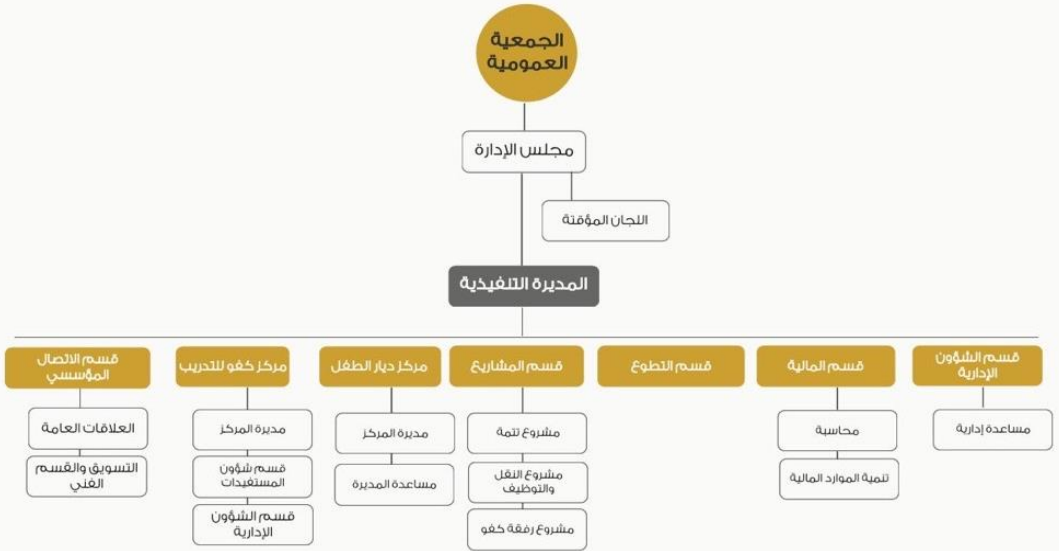 الجمعية
العمومية
مجلس الإدارة
اللجان المؤقتة
المديرة التنفيذية
قسم الشؤون
الإدارية
قسم المالية
قسم التطوع
قسم المشاريع
مركز ديار الطفل
مركز كفو للتدريب
قسم الاتصال
المؤسسي
مساعدة إدارية
محاسبة
تنمية الموارد المالية
مشروع تتمة
مشروع النقل
والتوظيف
مشروع رفقة كفو
مديرة المركز
مساعدة المديرة
مديرة المركز
قسم شؤون
المستفيدات
قسم الشؤون
الإدارية
العلاقات العامة
التسويق والقسم
الفني